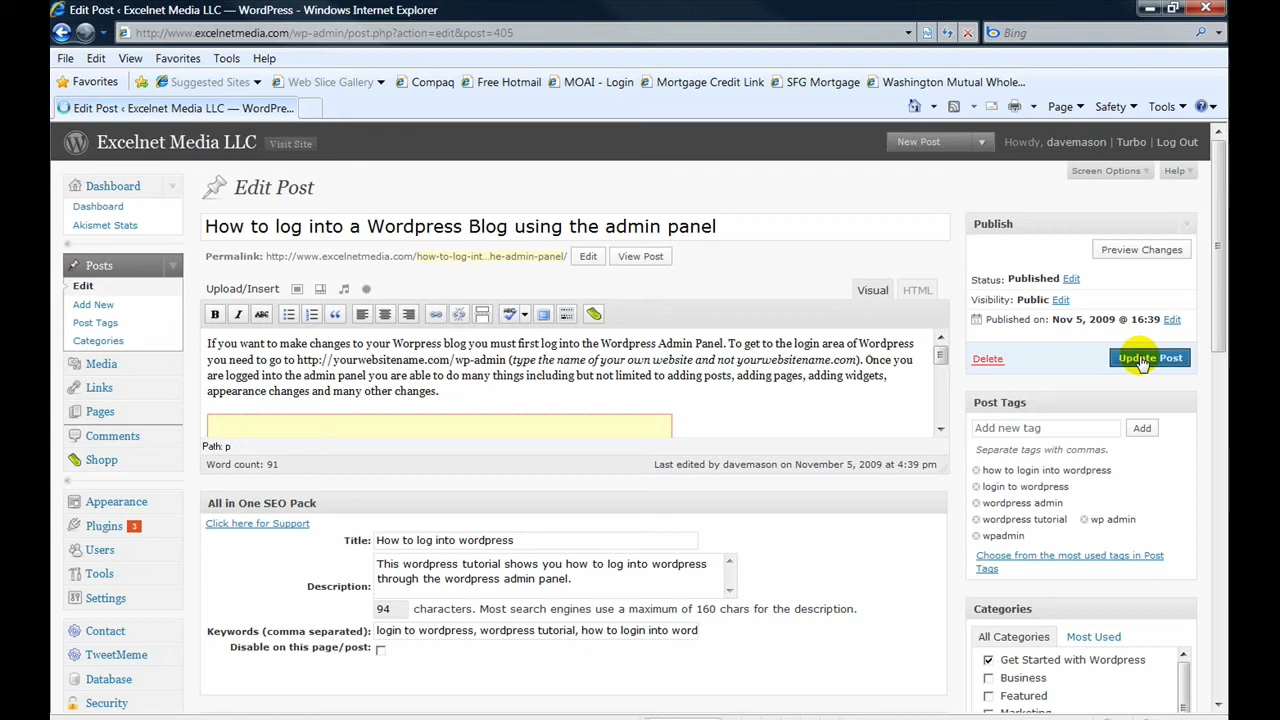 Edit Post ‹ Excelnet Media LLC — WordPress - Windows Internet Explorer
http://www.excelnetmedia.com/wp-admin/post.php?action=edit&post=405
Bing
File Edit View Favorites Tools Help
Favorites Suggested Sites Web Slice Gallery Compaq Free Hotmail MOAI - Login Mortgage Credit Link SFG Mortgage Washington Mutual Whole...
Edit Post ‹ Excelnet Media LLC — WordPre...
Page Safety Tools
Excelnet Media LLC Visit Site
New Post
Howdy, davemason | Turbo | Log Out
Screen Options Help
Dashboard
Dashboard
Akismet Stats
Posts
Edit
Add New
Post Tags
Categories
Media
Links
Pages
Comments
Shopp
Appearance
Plugins 3
Users
Tools
Settings
Contact
TweetMeme
Database
Security
Edit Post
How to log into a Wordpress Blog using the admin panel
Permalink: http://www.excelnetmedia.com/how-to-log-int...he-admin-panel/ Edit View Post
Upload/Insert
Visual HTML
B I ABC
If you want to make changes to your Worpress blog you must first log into the Wordpress Admin Panel. To get to the login area of Wordpress
you need to go to http://yourwebsitename.com/wp-admin (type the name of your own website and not yourwebsitename.com). Once you
are logged into the admin panel you are able to do many things including but not limited to adding posts, adding pages, adding widgets,
appearance changes and many other changes.
Path: p
Word count: 91 Last edited by davemason on November 5, 2009 at 4:39 pm
All in One SEO Pack
Click here for Support
Title: How to log into wordpress
Description: This wordpress tutorial shows you how to log into wordpress
through the wordpress admin panel.
94 characters. Most search engines use a maximum of 160 chars for the description.
Keywords (comma separated): login to wordpress, wordpress tutorial, how to login into word
Disable on this page/post:
Publish
Preview Changes
Status: Published Edit
Visibility: Public Edit
Published on: Nov 5, 2009 @ 16:39 Edit
Delete Update Post
Post Tags
Add new tag Add
Separate tags with commas.
how to login into wordpress
login to wordpress
wordpress admin
wordpress tutorial wp admin
wpadmin
Choose from the most used tags in Post
Tags
Categories
All Categories Most Used
Get Started with Wordpress
Business
Featured
Marketing